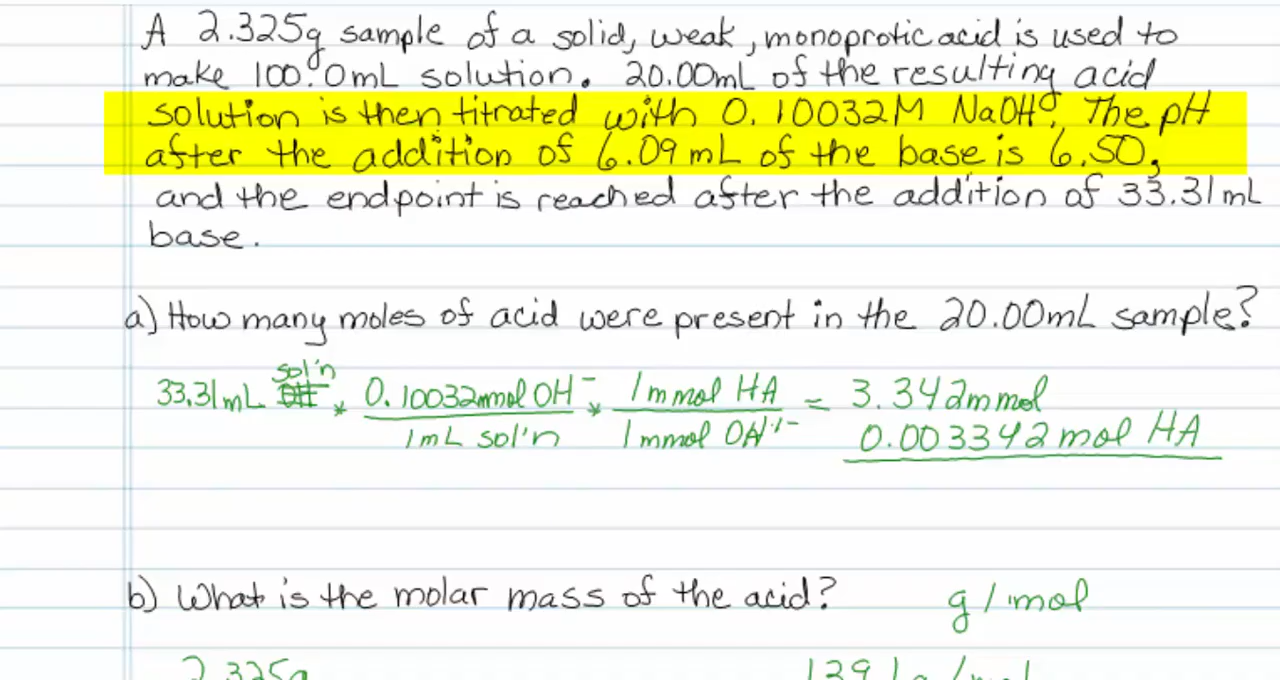 A 2.325g sample of a solid, weak, monoprotic acid is used to
make 100.0mL solution. 20.00mL of the resulting acid
solution is then titrated with 0.10032M NaOH. The pH
after the addition of 6.09mL of the base is 6.50,
and the endpoint is reached after the addition of 33.31mL
base.
a) How many moles of acid were present in the 20.00mL sample?
sol'n
33.31mL * 0.10032mmol OH⁻ * 1mmol HA = 3.342mmol
1mL sol'n 1mmol OH⁻ 0.003342mol HA
b) What is the molar mass of the acid? g/mol
2.325g